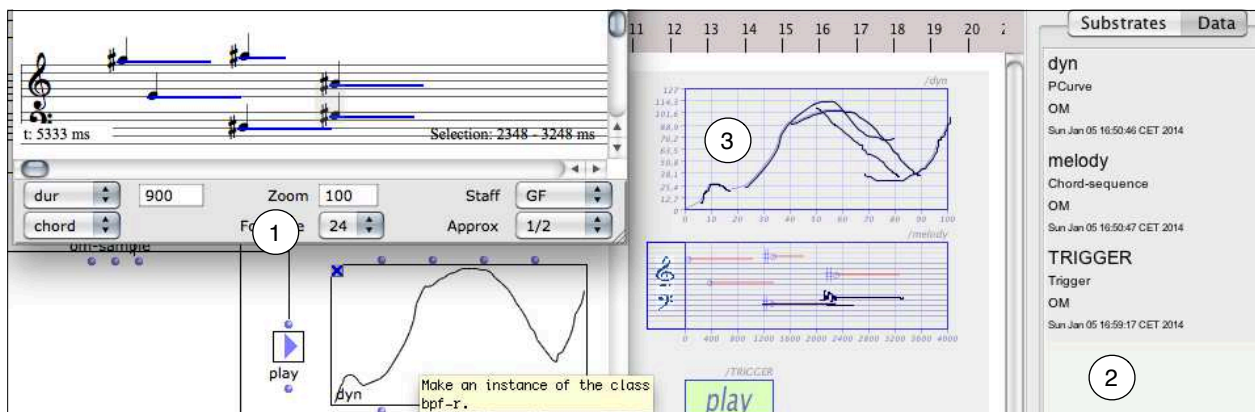 t: 5333 ms
Selection: 2348 - 3248 ms
dur
900
Zoom
100
Staff
GF
chord
24
Approx
1/2
1
om-sample
play
dyn
Make an instance of the class
bpf-r.
11 12 13 14 15 16 17 18 19 20
/dyn
127
114,3
101,6
88,9
76,2
63,5
50,8
38,1
25,4
12,7
0
0 10 20 30 40 50 60 70 80 90 100
3
/melody
0 400 800 1200 1600 2000 2400 2800 3200 3600 4000
/TRIGGER
play
Substrates Data
dyn
PCurve
OM
Sun Jan 05 16:50:46 CET 2014
melody
Chord-sequence
OM
Sun Jan 05 16:50:47 CET 2014
TRIGGER
Trigger
OM
Sun Jan 05 16:59:17 CET 2014
2